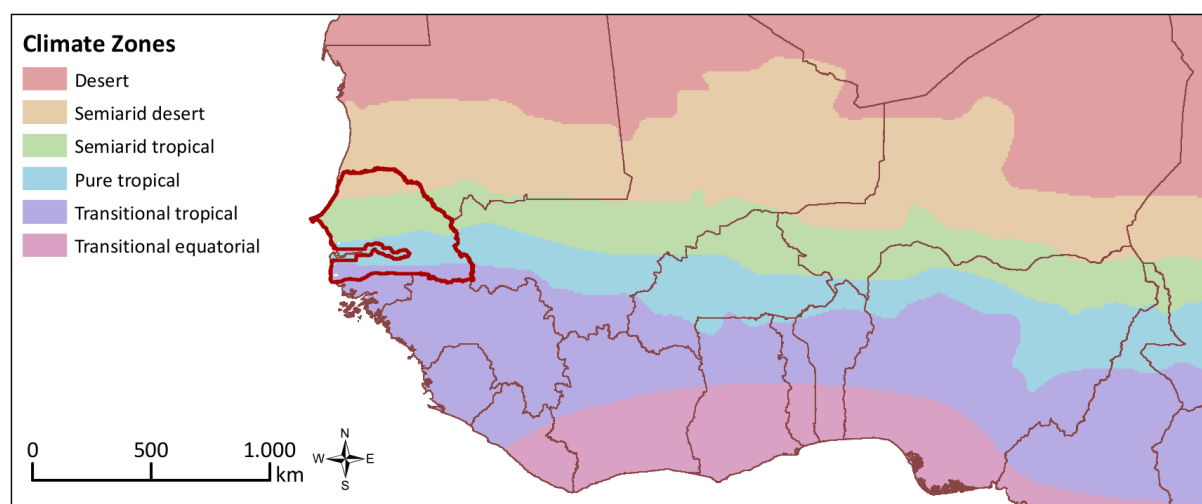 Climate Zones
Desert
Semiarid desert
Semiarid tropical
Pure tropical
Transitional tropical
Transitional equatorial
0 500 1.000
km
N
W E
S